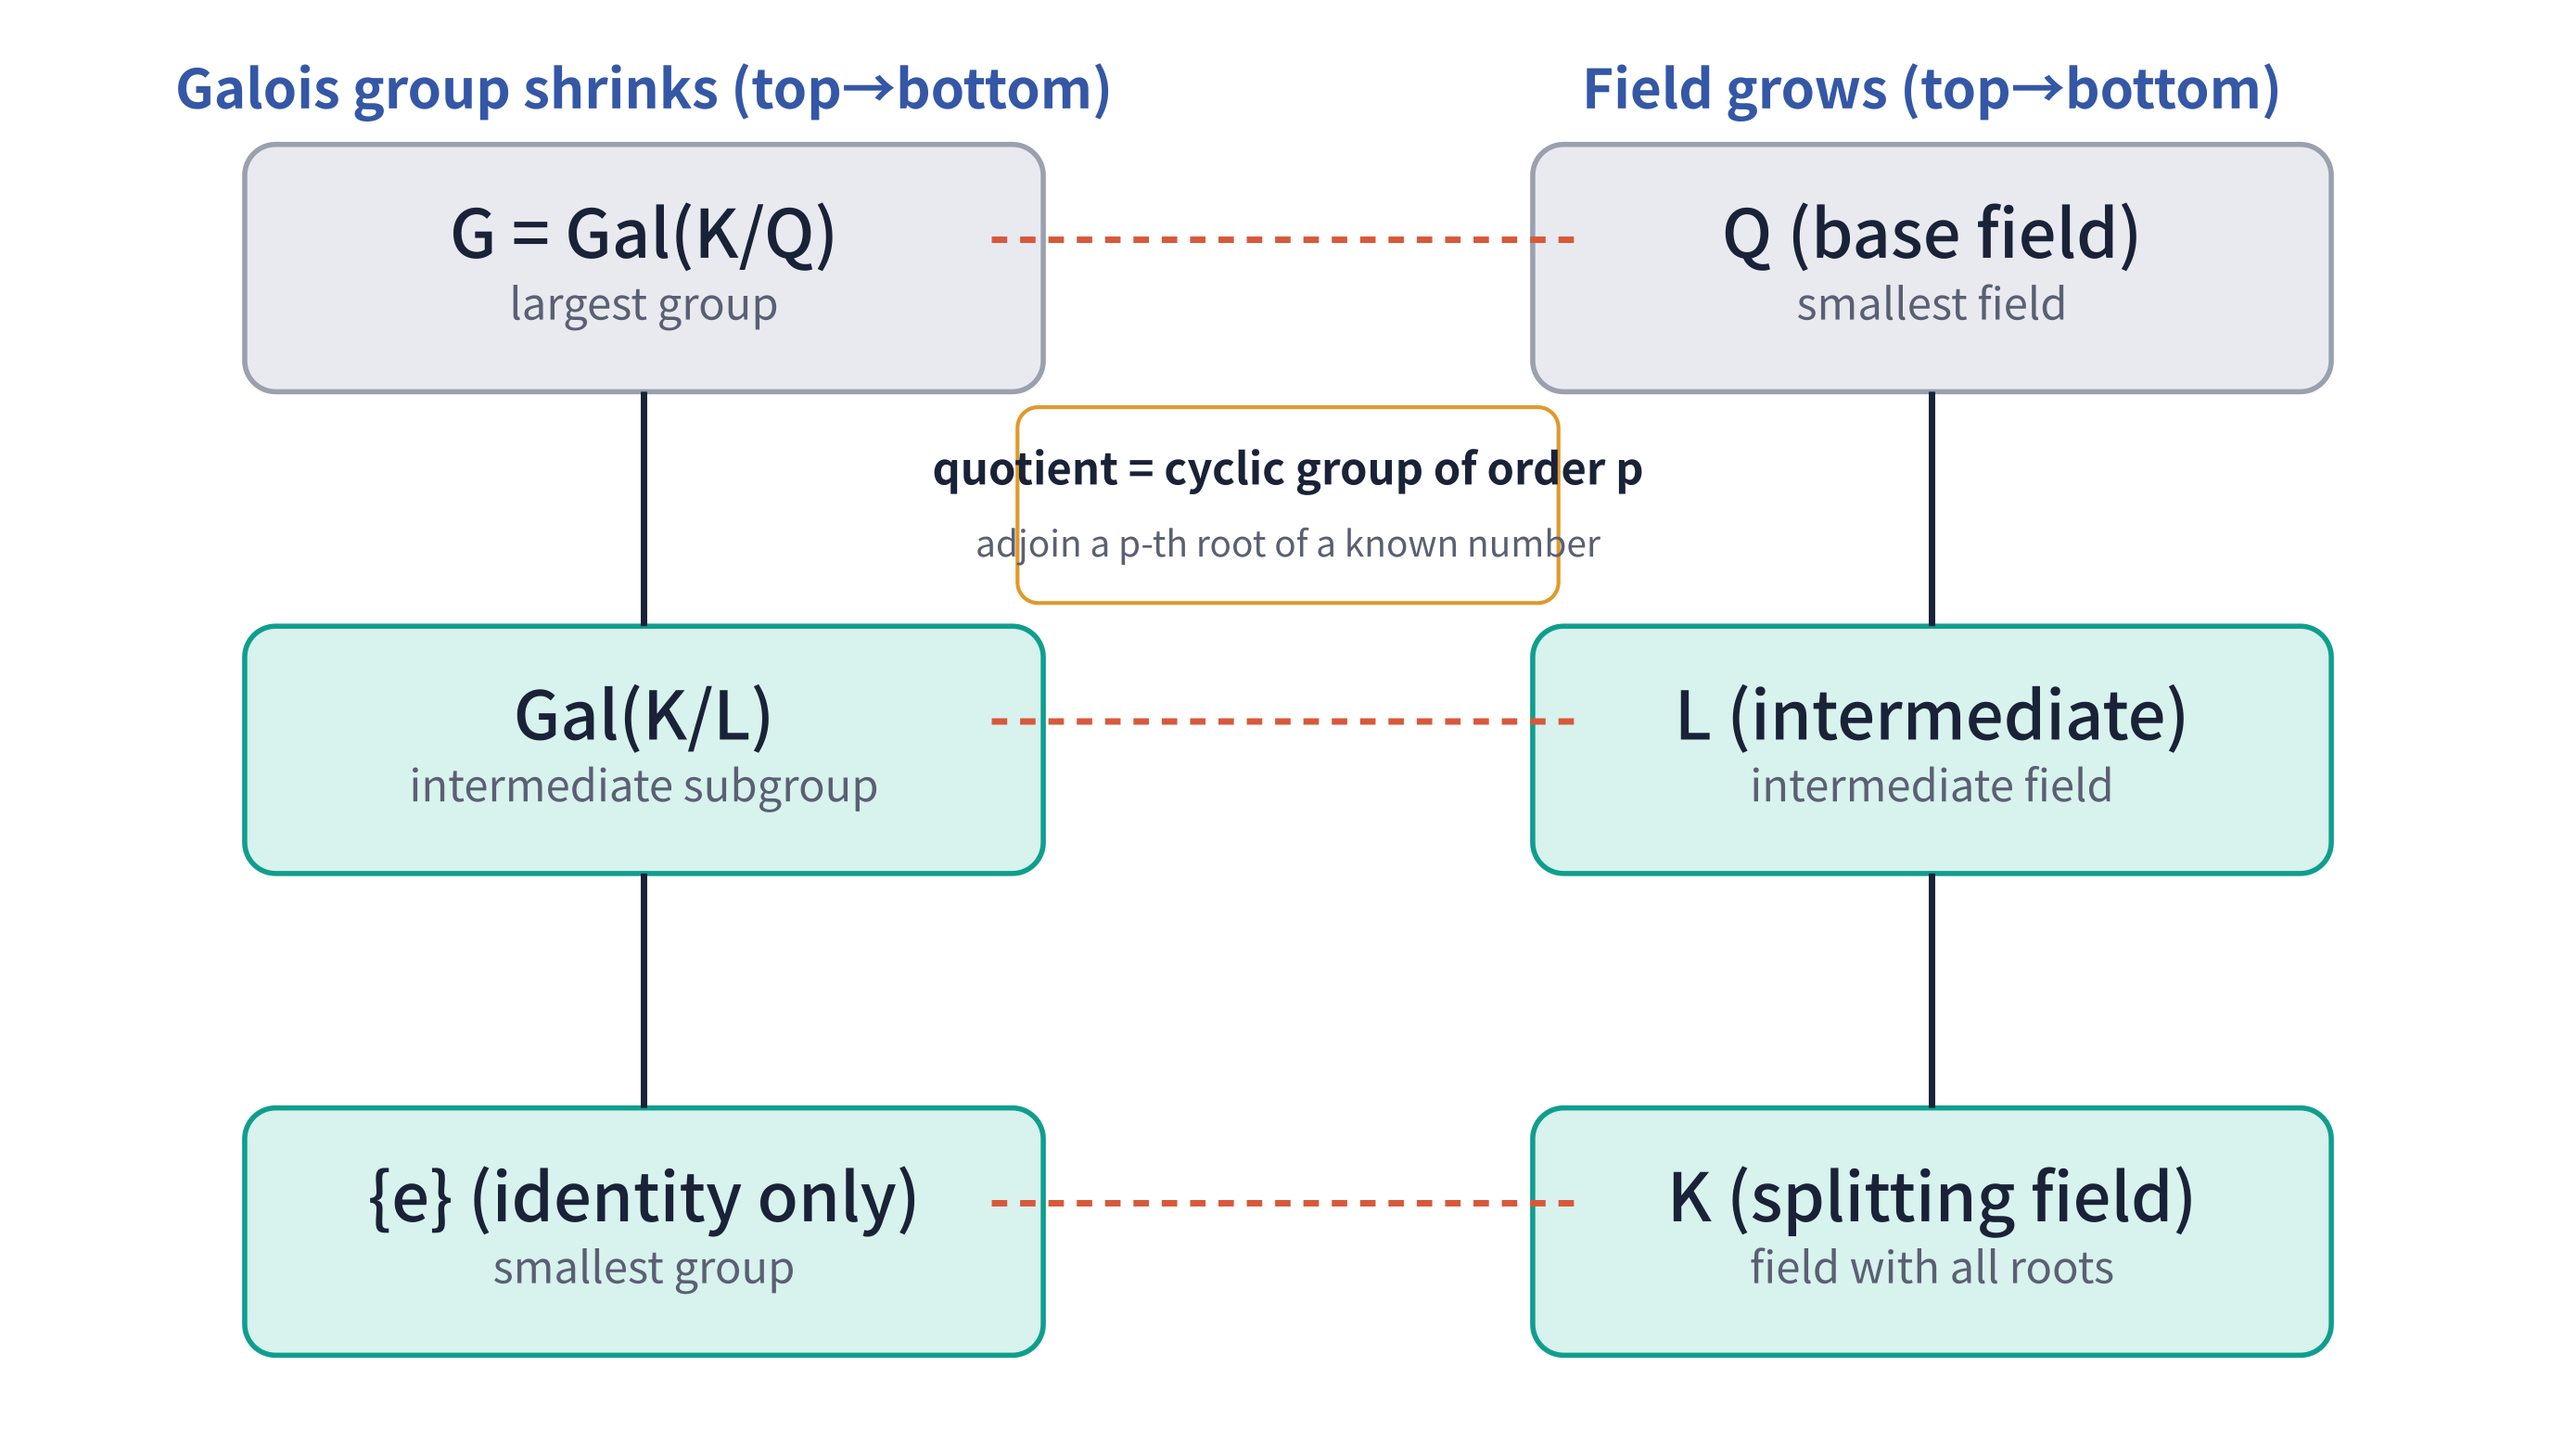 Galois group shrinks (top→bottom)
Field grows (top→bottom)
G = Gal(K/Q)
largest group
Q (base field)
smallest field
quotient = cyclic group of order p
adjoin a p-th root of a known number
Gal(K/L)
intermediate subgroup
L (intermediate)
intermediate field
{e} (identity only)
smallest group
K (splitting field)
field with all roots